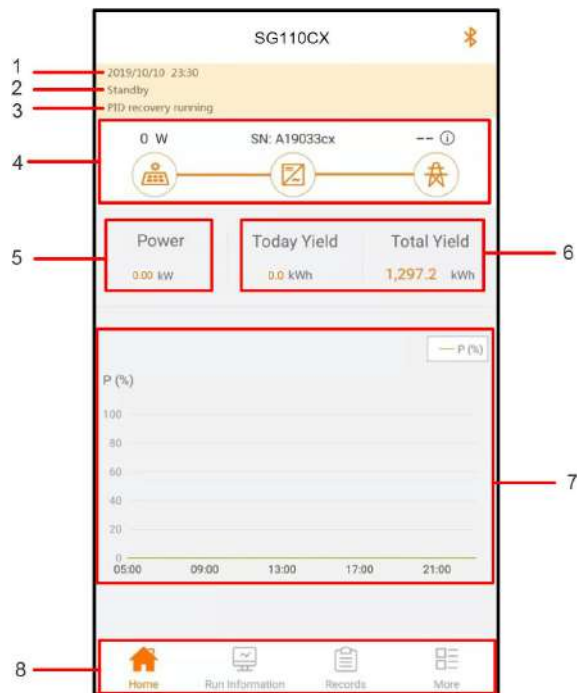 SG110CX
1 2019/10/10 23:30
2 Standby
3 PID recovery running
4
0 W SN: A19033cx --
5
Power Today Yield Total Yield
6
0.00 kW 0.0 kWh 1,297.2 kWh
P (%)
P (%)
100
80
60
7
40
20
0
05:00 09:00 13:00 17:00 21:00
8
Home Run Information Records More